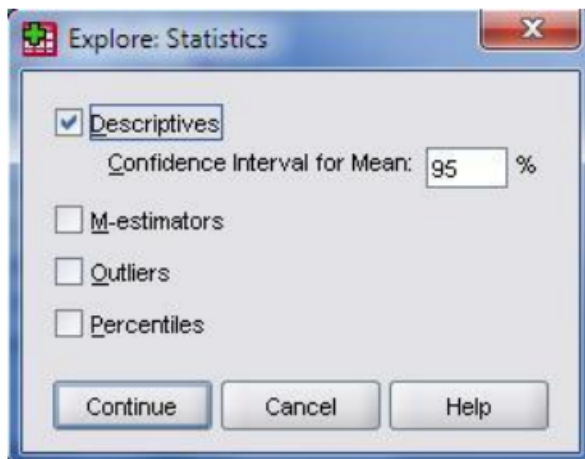 Explore: Statistics
Descriptives
Confidence Interval for Mean: 95 %
M-estimators
Outliers
Percentiles
Continue Cancel Help